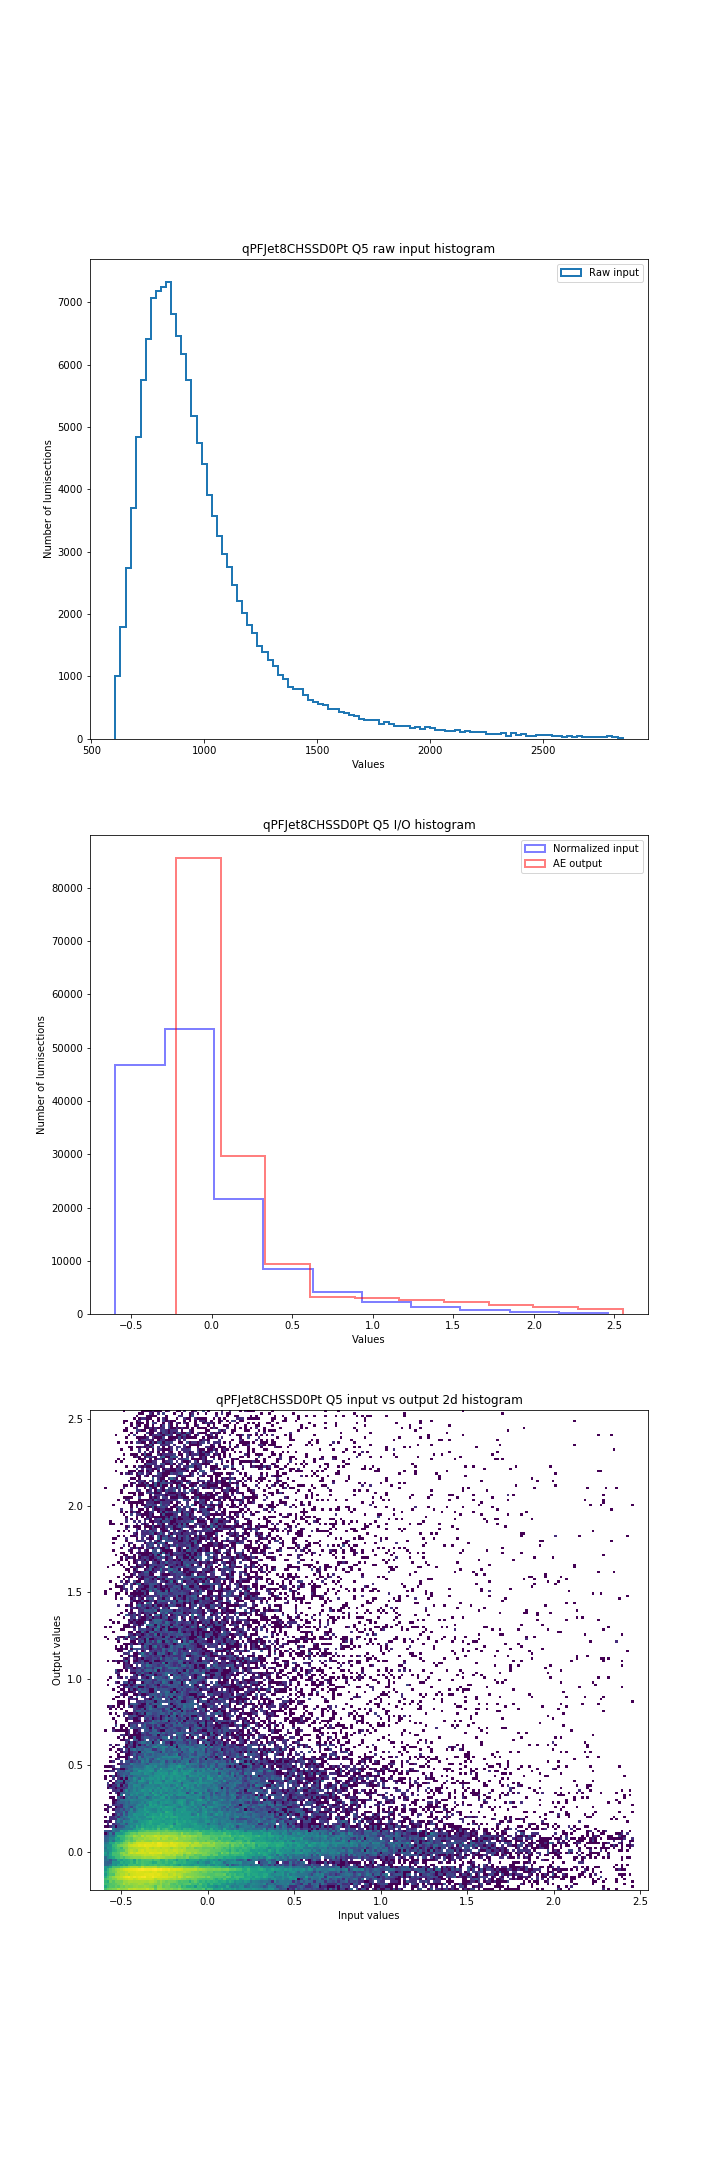 qPFJet8CHSSD0Pt Q5 raw input histogram
Raw input
7000
6000
5000
4000
3000
2000
1000
0
Number of lumisections
500 1000 1500 2000 2500
Values
qPFJet8CHSSD0Pt Q5 I/O histogram
Normalized input
AE output
80000
70000
60000
50000
40000
30000
20000
10000
0
Number of lumisections
−0.5 0.0 0.5 1.0 1.5 2.0 2.5
Values
qPFJet8CHSSD0Pt Q5 input vs output 2d histogram
2.5
2.0
1.5
1.0
0.5
0.0
Output values
−0.5 0.0 0.5 1.0 1.5 2.0 2.5
Input values